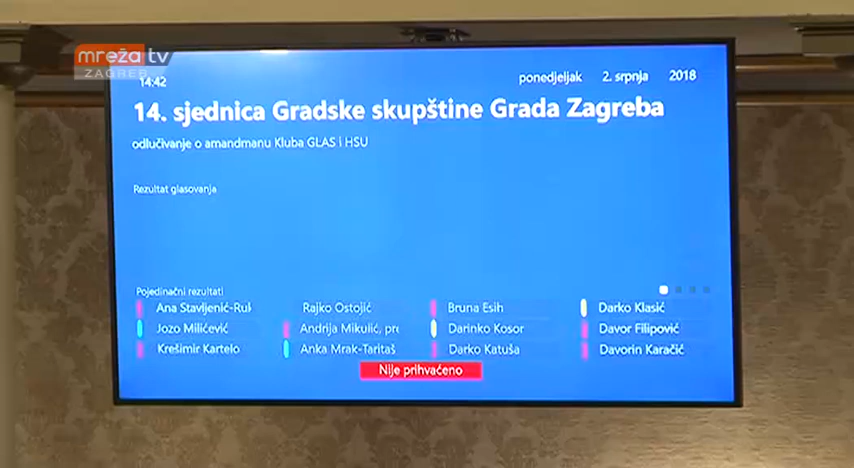 mreža tv
ZAGREB
14:42
ponedjeljak 2. srpnja 2018
14. sjednica Gradske skupštine Grada Zagreba
odlučivanje o amandmanu Kluba GLAS i HSU
Rezultat glasovanja
Pojedinačni rezultati
Ana Stavljenić-Ruk Rajko Ostojić Bruna Esih Darko Klasić
Jozo Miličević Andrija Mikulić, pre Darinko Kosor Davor Filipović
Krešimir Kartelo Anka Mrak-Taritaš Darko Katuša Davorin Karačić
Nije prihvaćeno